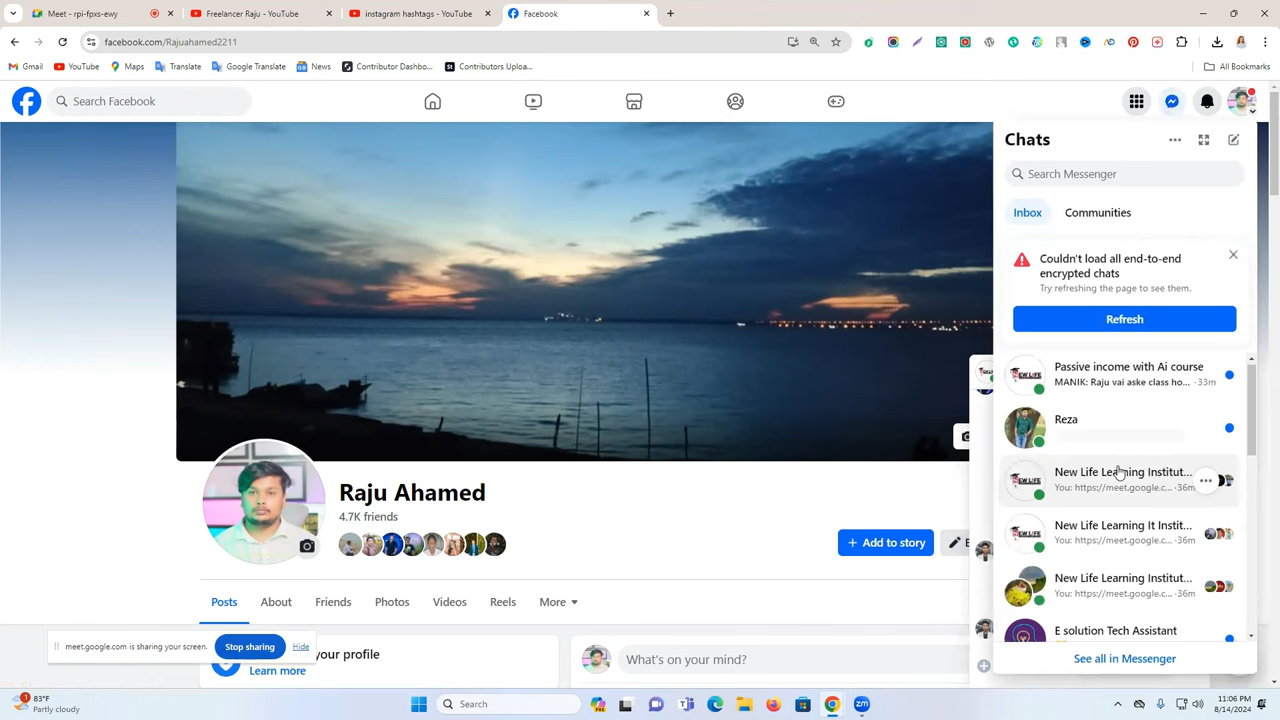 Meet - rpi-rxrs-ewy
Freelancer Raju - YouTube
instagram hashtags - YouTube
Facebook
facebook.com/Rajuahamed2211
Gmail
YouTube
Maps
Translate
Google Translate
News
Contributor Dashbo...
Contributors Uploa...
All Bookmarks
Search Facebook
Chats
Search Messenger
Inbox
Communities
Couldn't load all end-to-end
encrypted chats
Try refreshing the page to see them.
Refresh
Passive income with Ai course
MANIK: Raju vai aske class ho... · 33m
Reza
New Life Learning Institut...
You: https://meet.google.c... · 36m
New Life Learning It Instit...
You: https://meet.google.c... · 36m
New Life Learning Institut...
You: https://meet.google.c... · 36m
E solution Tech Assistant
See all in Messenger
Raju Ahamed
4.7K friends
+ Add to story
E
Posts
About
Friends
Photos
Videos
Reels
More
meet.google.com is sharing your screen.
Stop sharing
Hide
your profile
Learn more
What's on your mind?
83°F
Partly cloudy
Search
11:06 PM
8/14/2024